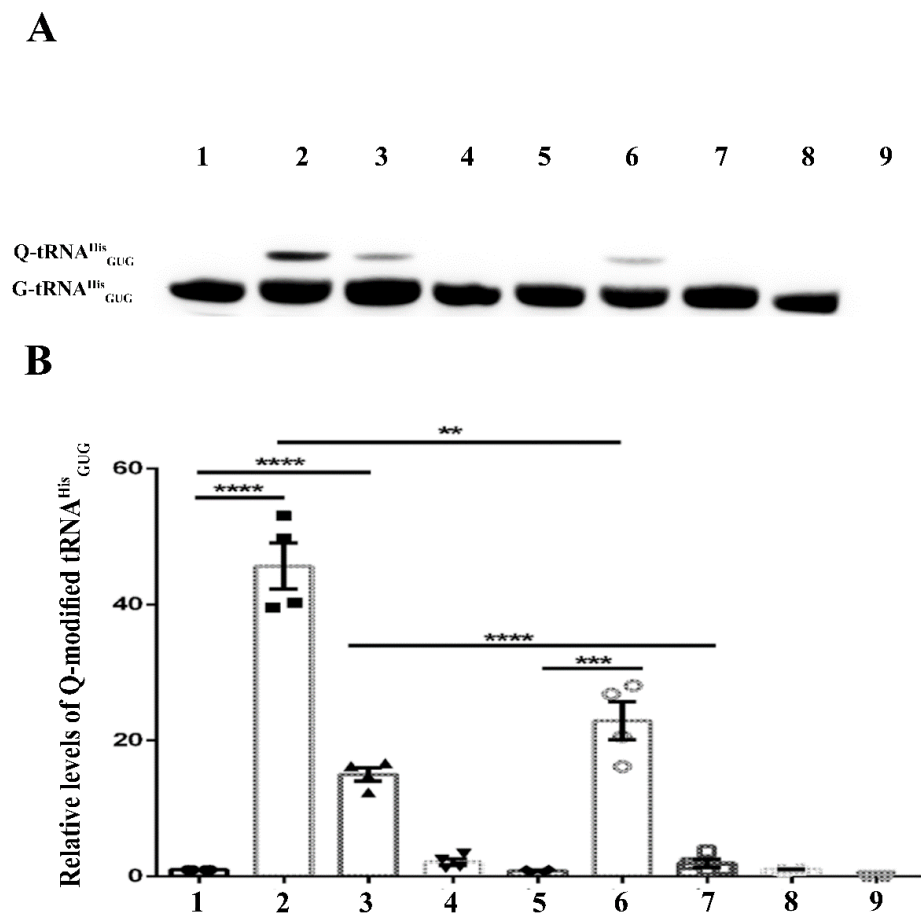 A
1 2 3 4 5 6 7 8 9
Q-tRNAHisGUG
G-tRNAHisGUG
B
Relative levels of Q-modified tRNAHisGUG
**
****
****
****
***
60
40
20
0
1 2 3 4 5 6 7 8 9